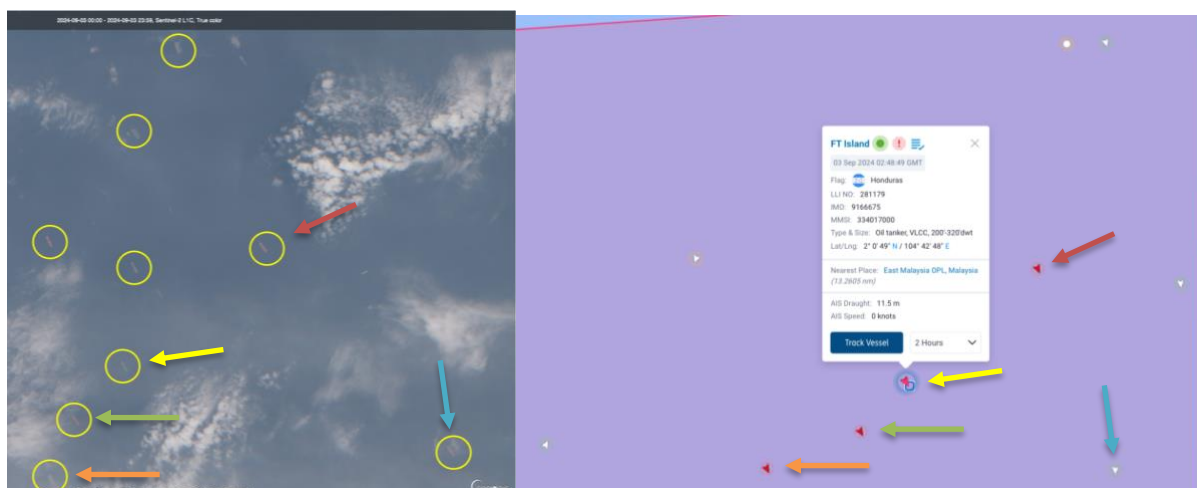 2024-09-03 00:00 - 2024-09-03 23:59, Sentinel-2 L1C, True color
FT Island
03 Sep 2024 02:48:49 GMT
Flag: Honduras
LLI NO: 281179
IMO: 9166675
MMSI: 334017000
Type & Size: Oil tanker, VLCC, 200'-320'dwt
Lat/Lng: 2° 0' 49" N / 104° 42' 48" E
Nearest Place: East Malaysia OPL, Malaysia
(13.2605 nm)
AIS Draught: 11.5 m
AIS Speed: 0 knots
Track Vessel 2 Hours